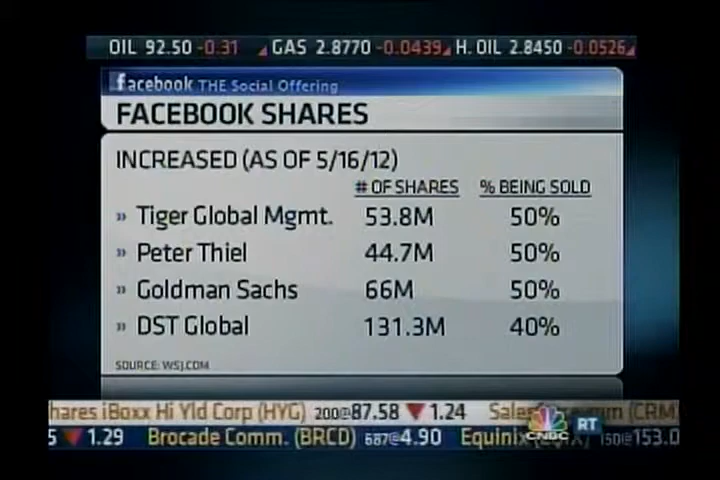 OIL 92.50 -0.31 GAS 2.8770 -0.0439 H. OIL 2.8450 -0.0526
facebook THE Social Offering
FACEBOOK SHARES
INCREASED (AS OF 5/16/12)
# OF SHARES % BEING SOLD
» Tiger Global Mgmt. 53.8M 50%
» Peter Thiel 44.7M 50%
» Goldman Sachs 66M 50%
» DST Global 131.3M 40%
SOURCE: WSJ.COM
hares iBoxx Hi Yld Corp (HYG) 200@87.58 ▼1.24 (CRM
5 ▼1.29 Brocade Comm. (BRCD) 687@4.90 Equinix 150@153.0
CNBC RT